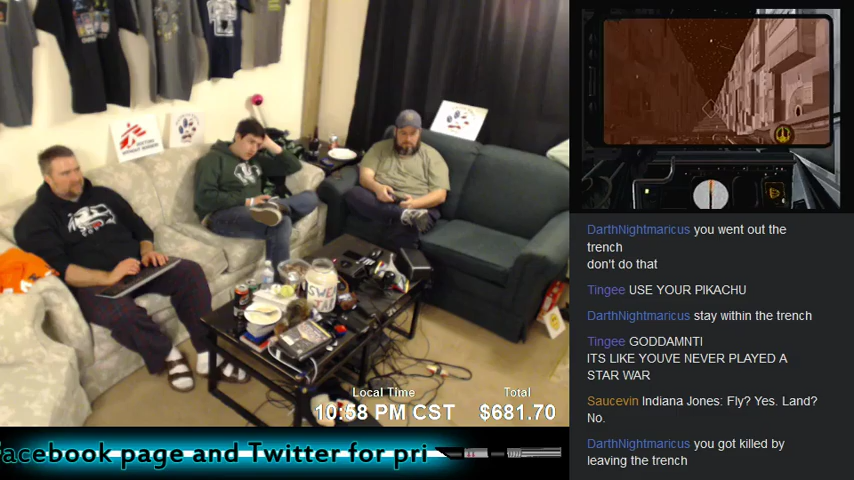 SWEAR
JAR
Local Time
10:58 PM CST
Total
$681.70
acebook page and Twitter for pri
DarthNightmaricus you went out the
trench
don't do that
Tingee USE YOUR PIKACHU
DarthNightmaricus stay within the trench
Tingee GODDAMNTI
ITS LIKE YOUVE NEVER PLAYED A
STAR WAR
Saucevin Indiana Jones: Fly? Yes. Land?
No.
DarthNightmaricus you got killed by
leaving the trench